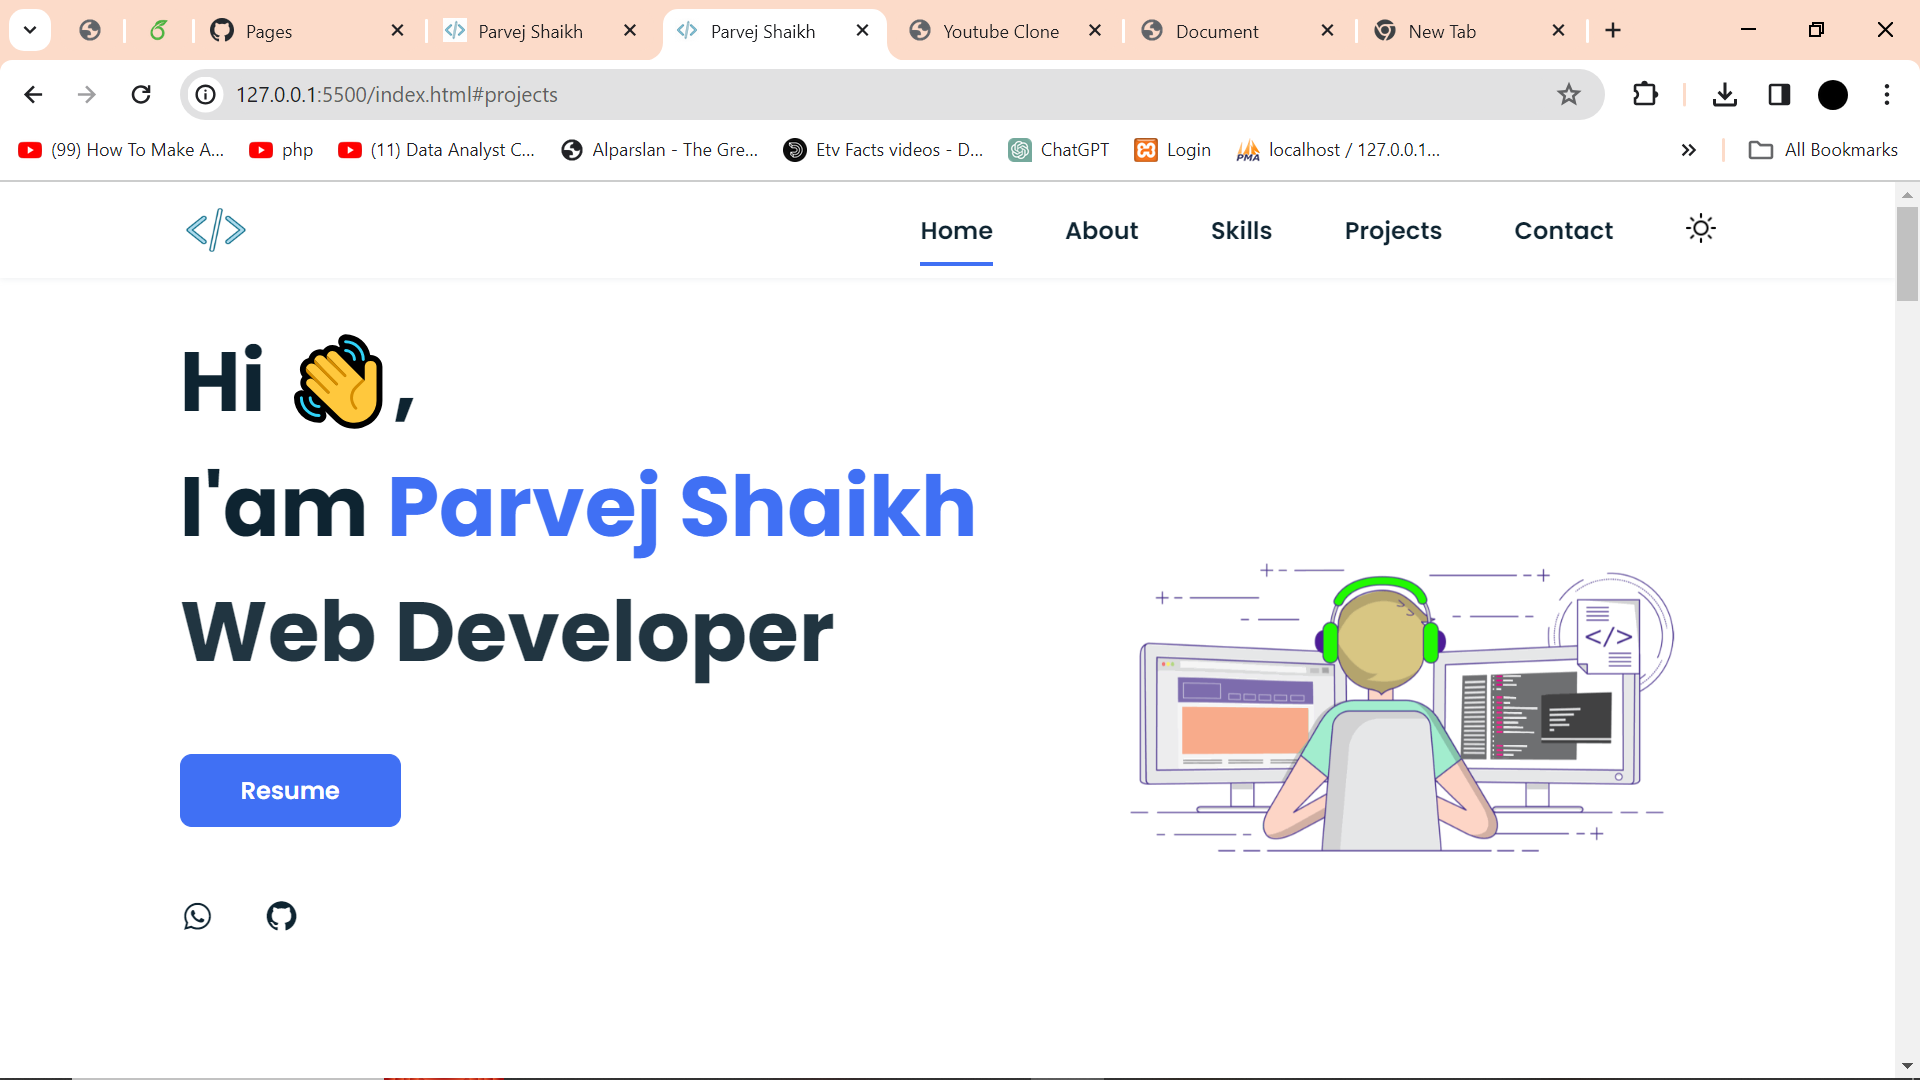 Pages
Parvej Shaikh
Parvej Shaikh
Youtube Clone
Document
New Tab
127.0.0.1:5500/index.html#projects
(99) How To Make A...
php
(11) Data Analyst C...
Alparslan - The Gre...
Etv Facts videos - D...
ChatGPT
Login
localhost / 127.0.0.1...
All Bookmarks
</>
Home
About
Skills
Projects
Contact
Hi 👋,
I'am Parvej Shaikh
Web Developer
</>
Resume